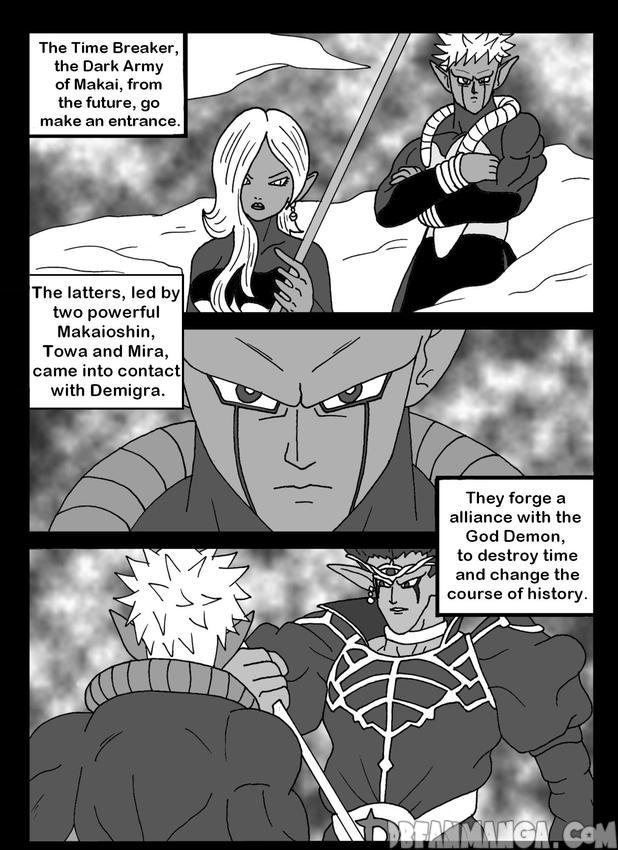 The Time Breaker,
the Dark Army
of Makai, from
the future, go
make an entrance.
The latters, led by
two powerful
Makaioshin,
Towa and Mira,
came into contact
with Demigra.
They forge a
alliance with the
God Demon,
to destroy time
and change the
course of history.
DBFANMANGA.COM